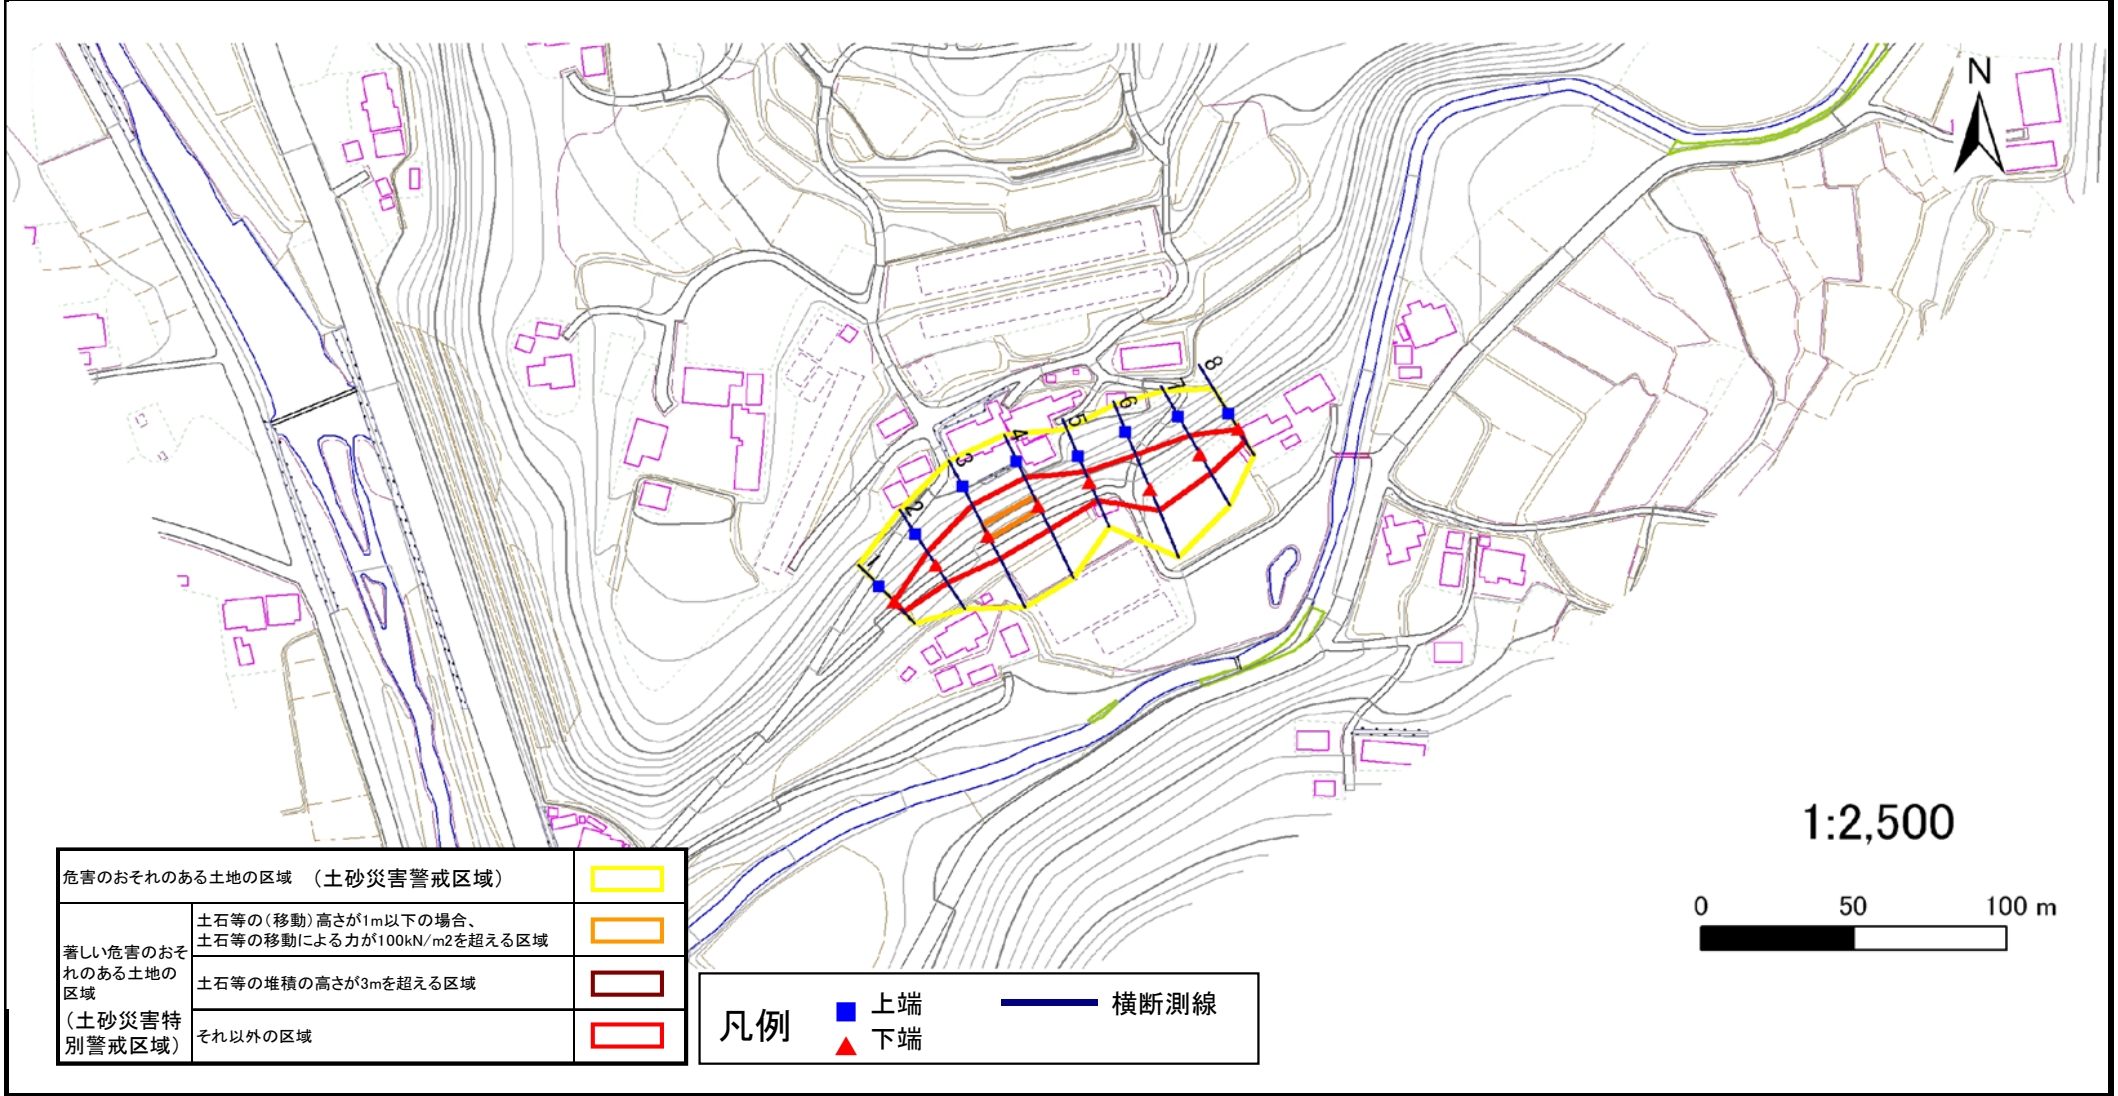 N
8
7
6
5
4
3
2
1
1:2,500
0 50 100 m
危害のおそれのある土地の区域 （土砂災害警戒区域）
著しい危害のおそ
れのある土地の
区域
（土砂災害特
別警戒区域）
土石等の（移動）高さが1m以下の場合、
土石等の移動による力が100kN/m2を超える区域
土石等の堆積の高さが3mを超える区域
それ以外の区域
凡例
上端
下端
横断測線